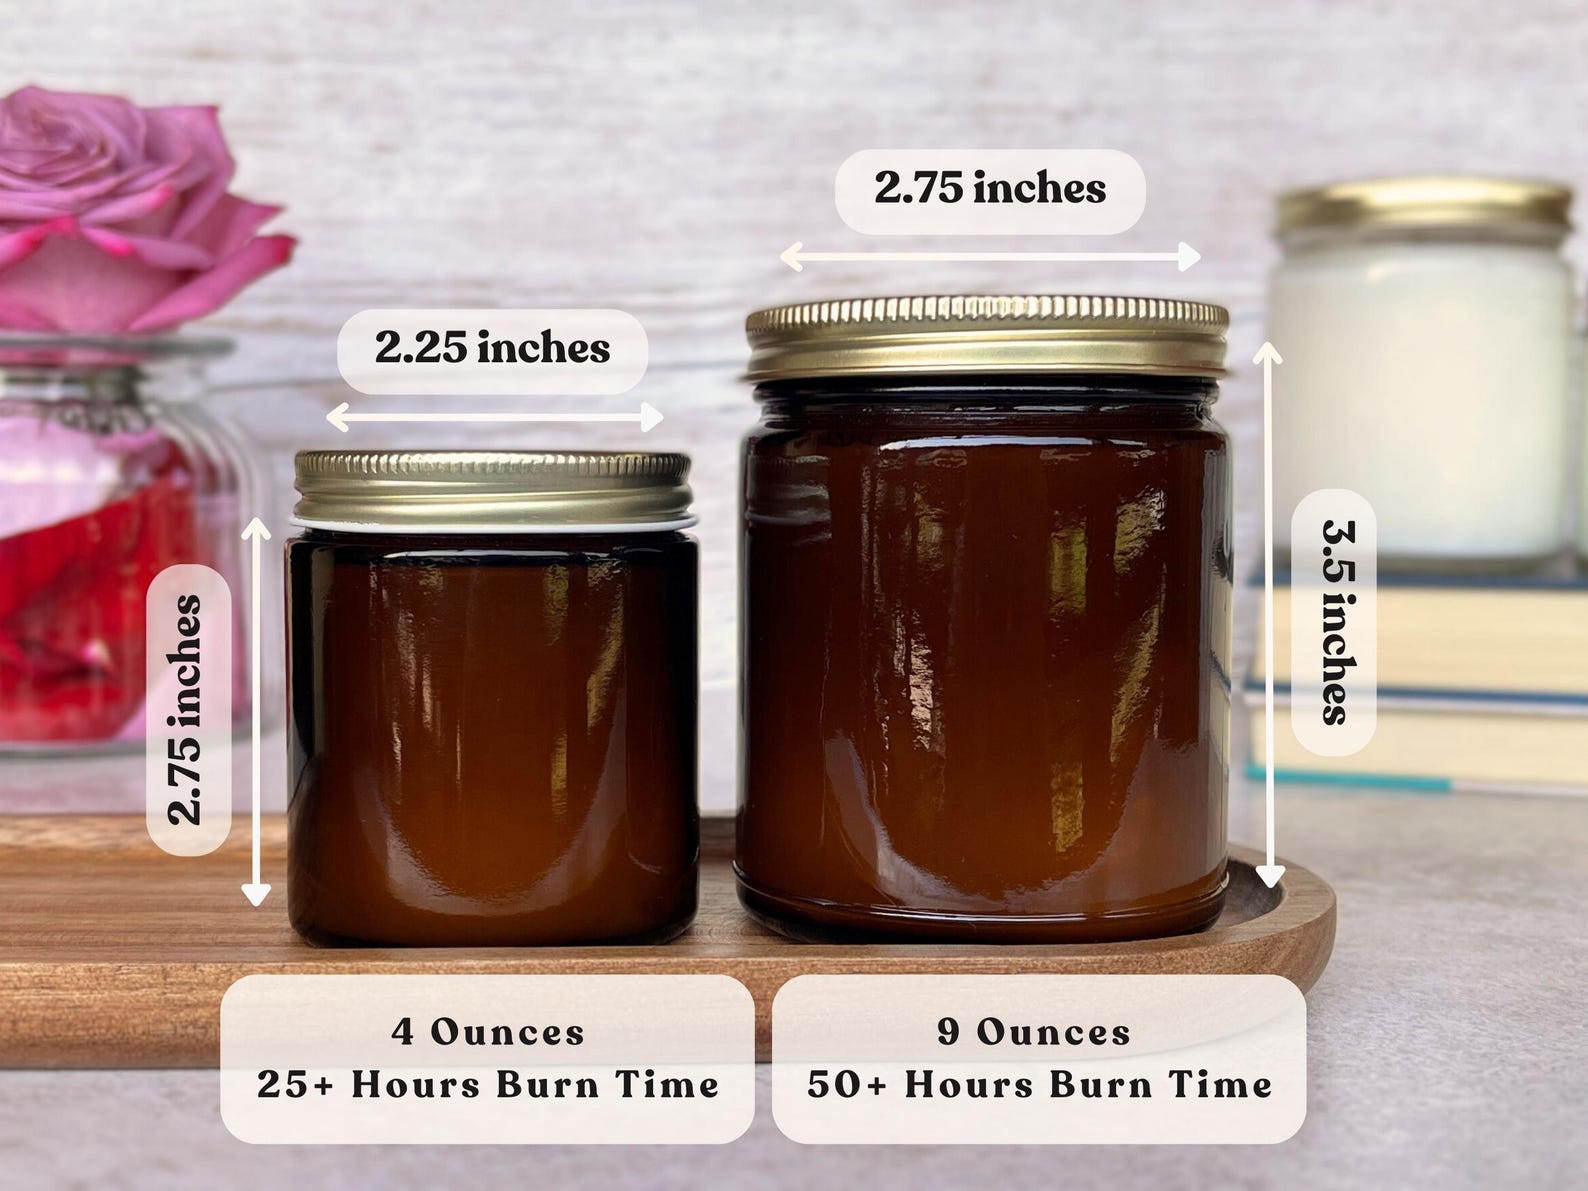 2.75 inches
2.25 inches
2.75 inches
3.5 inches
4 Ounces
25+ Hours Burn Time
9 Ounces
50+ Hours Burn Time